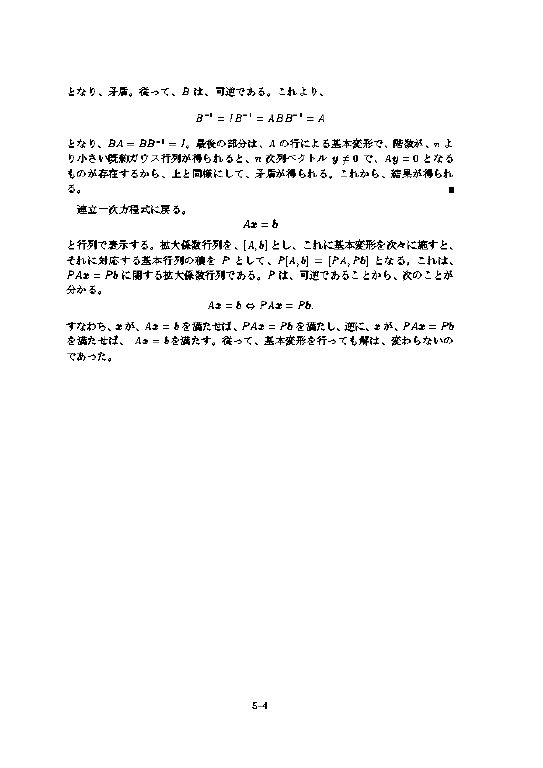 となり、矛盾。従って、B は、可逆である。これより、
B⁻¹ = IB⁻¹ = ABB⁻¹ = A
となり、BA = BB⁻¹ = I。最後の部分は、A の行による基本変形で、階数が、n よ
り小さい既約ガウス行列が得られると、n 次列ベクトル y ≠ 0 で、Ay = 0 となる
ものが存在するから、上と同様にして、矛盾が得られる。これから、結果が得られ
る。 ■
連立一次方程式に戻る。
Ax = b
と行列で表示する。拡大係数行列を、[A, b] とし、これに基本変形を次々に施すと、
それに対応する基本行列の積を P として、P[A, b] = [PA, Pb] となる。これは、
PAx = Pb に関する拡大係数行列である。P は、可逆であることから、次のことが
分かる。
Ax = b ⇔ PAx = Pb.
すなわち、x が、Ax = b を満たせば、PAx = Pb を満たし、逆に、x が、PAx = Pb
を満たせば、 Ax = b を満たす。従って、基本変形を行っても解は、変わらないの
であった。
5–4